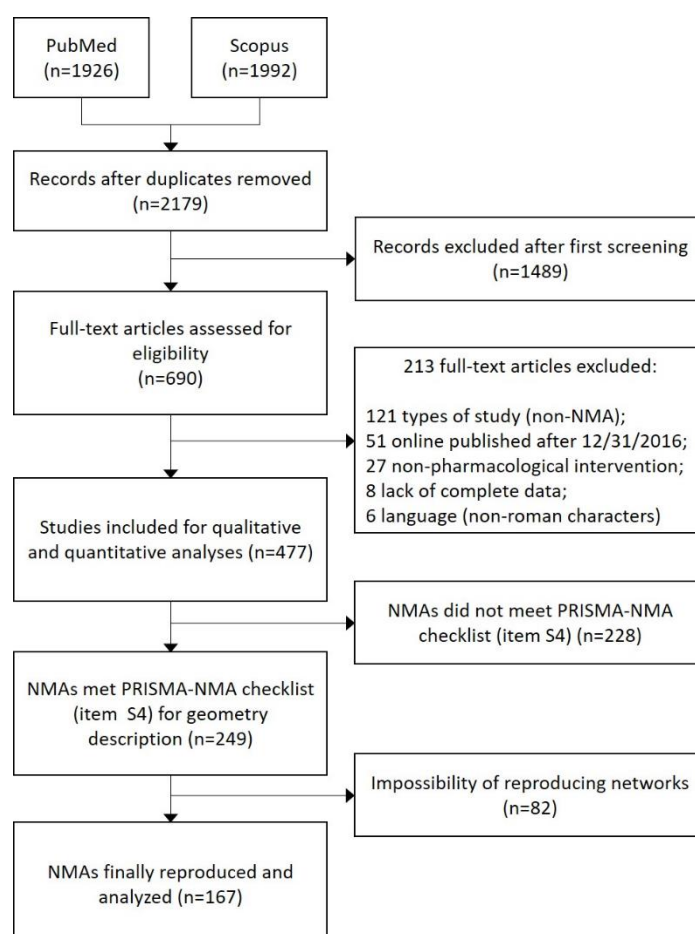 PubMed
(n=1926)
Scopus
(n=1992)
Records after duplicates removed
(n=2179)
Records excluded after first screening
(n=1489)
Full-text articles assessed for
eligibility
(n=690)
213 full-text articles excluded:
121 types of study (non-NMA);
51 online published after 12/31/2016;
27 non-pharmacological intervention;
8 lack of complete data;
6 language (non-roman characters)
Studies included for qualitative
and quantitative analyses (n=477)
NMAs did not meet PRISMA-NMA
checklist (item S4) (n=228)
NMAs met PRISMA-NMA checklist
(item S4) for geometry
description (n=249)
Impossibility of reproducing networks
(n=82)
NMAs finally reproduced and
analyzed (n=167)